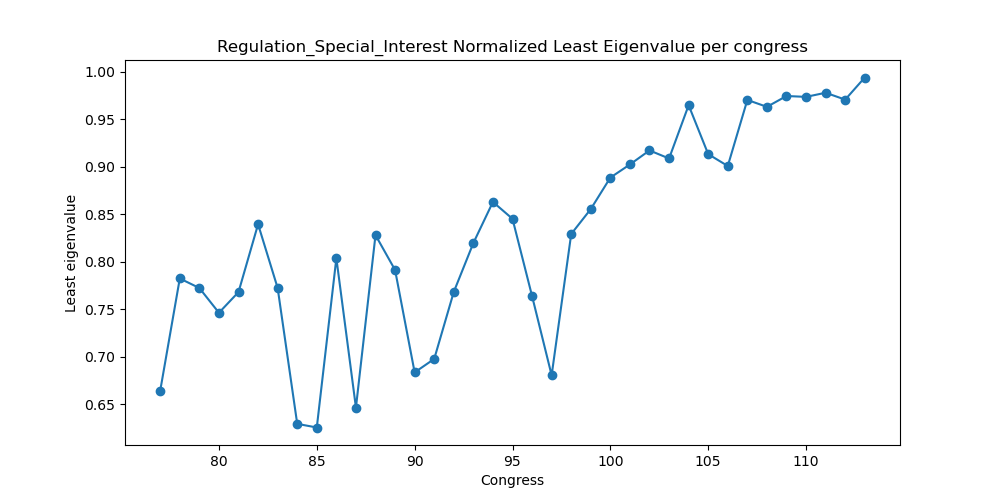 Regulation_Special_Interest Normalized Least Eigenvalue per congress
1.00
0.95
0.90
0.85
0.80
0.75
0.70
0.65
Least eigenvalue
80 85 90 95 100 105 110
Congress